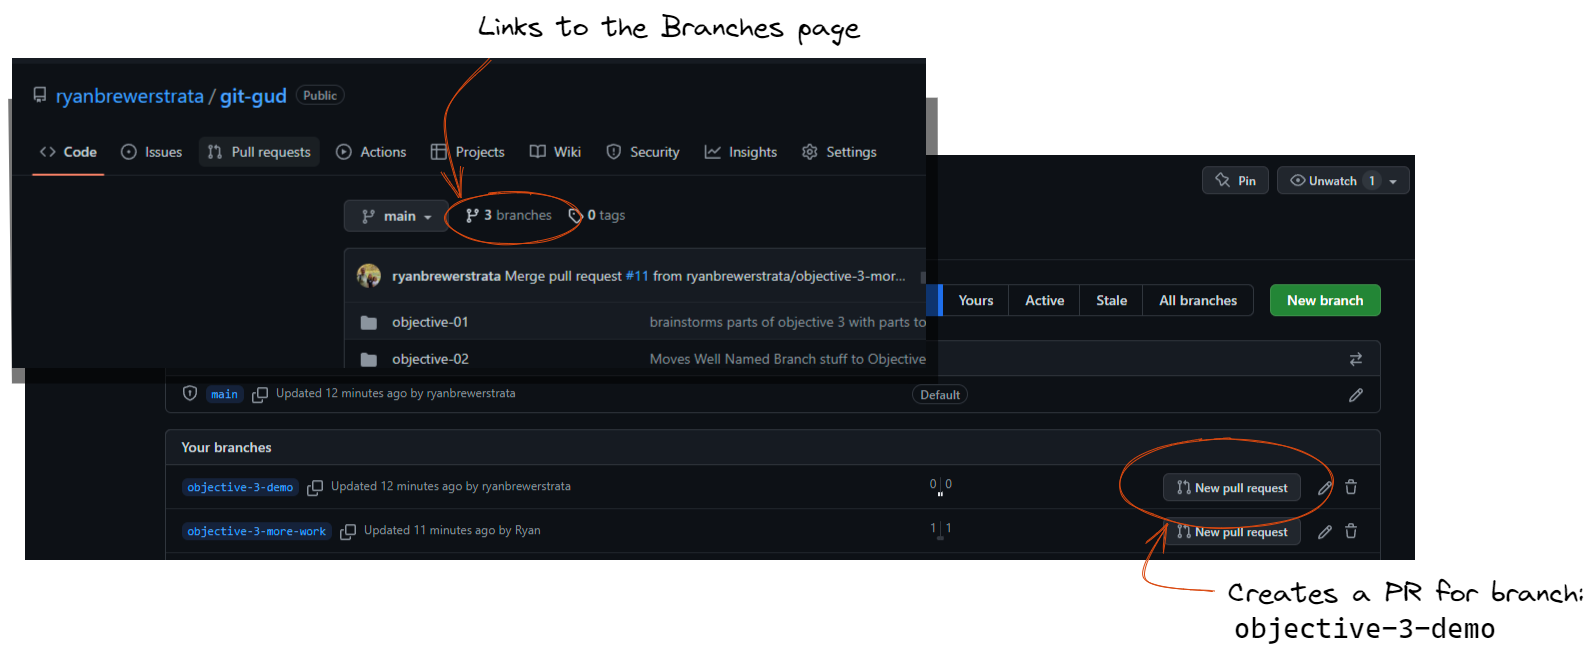 Links to the Branches page
ryanbrewerstrata / git-gud Public
Code Issues Pull requests Actions Projects Wiki Security Insights Settings
Pin Unwatch 1
main 3 branches 0 tags
ryanbrewerstrata Merge pull request #11 from ryanbrewerstrata/objective-3-mor...
Yours Active Stale All branches New branch
objective-01 brainstorms parts of objective 3 with parts to
objective-02 Moves Well Named Branch stuff to Objective
main Updated 12 minutes ago by ryanbrewerstrata Default
Your branches
objective-3-demo Updated 12 minutes ago by ryanbrewerstrata 0 0 New pull request
objective-3-more-work Updated 11 minutes ago by Ryan 1 1 New pull request
Creates a PR for branch:
objective-3-demo